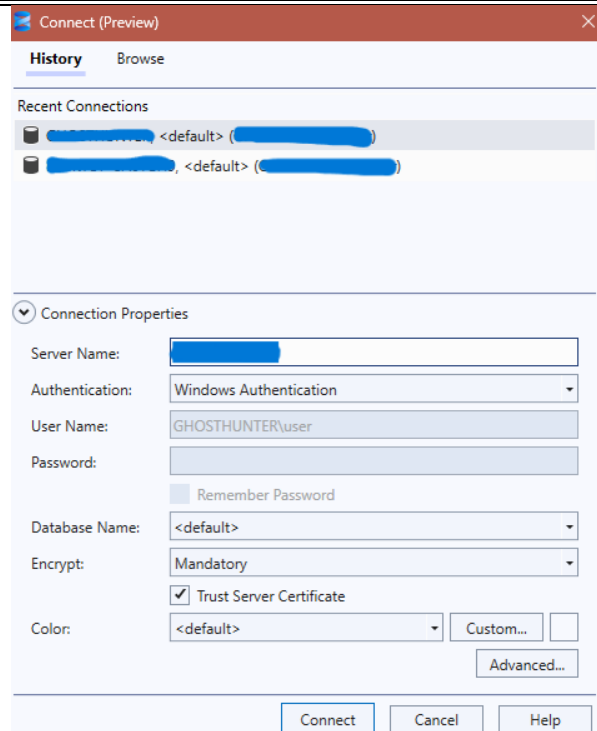 Connect (Preview)
History Browse
Recent Connections
, <default> ( )
, <default> ( )
Connection Properties
Server Name:
Authentication: Windows Authentication
User Name: GHOSTHUNTER\user
Password:
Remember Password
Database Name: <default>
Encrypt: Mandatory
Trust Server Certificate
Color: <default> Custom...
Advanced...
Connect Cancel Help